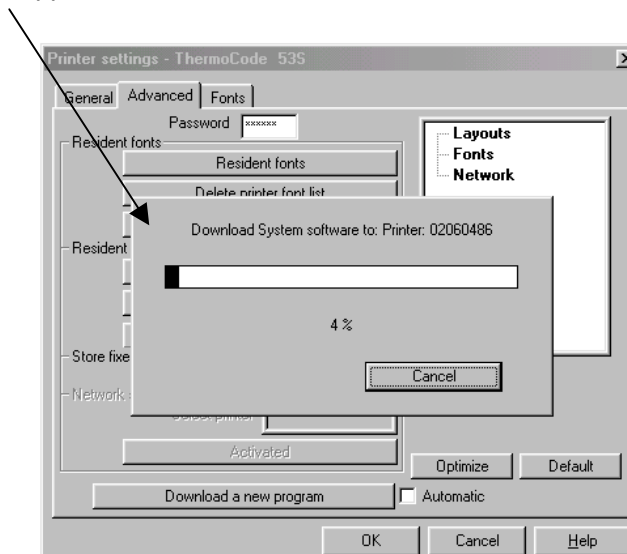 Printer settings - ThermoCode 53S
General Advanced Fonts
Password xxxxxx
Resident fonts
Resident fonts
Delete printer font list
Layouts
Fonts
Network
Download System software to: Printer: 02060486
Resident
4 %
Store fixe
Cancel
Network
Activated
Optimize Default
Download a new program Automatic
OK Cancel Help